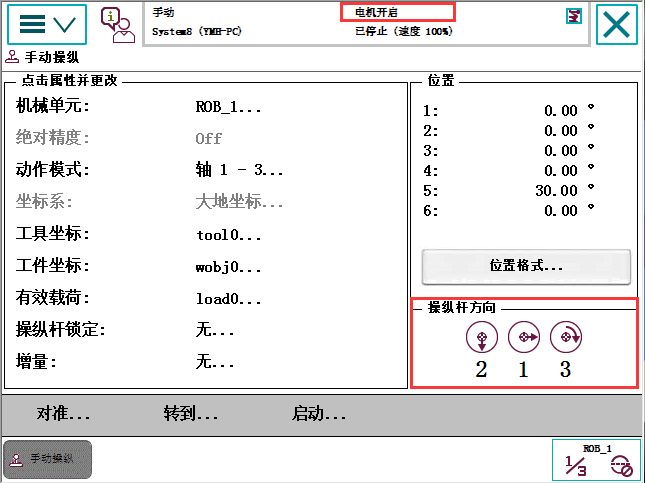 手动
电机开启
System8 (YMH-PC)
已停止 (速度 100%)
手动操纵
点击属性并更改
机械单元: ROB_1...
绝对精度: Off
动作模式: 轴 1 - 3...
坐标系: 大地坐标...
工具坐标: tool0...
工件坐标: wobj0...
有效载荷: load0...
操纵杆锁定: 无...
增量: 无...
位置
1: 0.00 °
2: 0.00 °
3: 0.00 °
4: 0.00 °
5: 30.00 °
6: 0.00 °
位置格式...
操纵杆方向
2 1 3
对准... 转到... 启动...
手动操纵
ROB_1
1/3